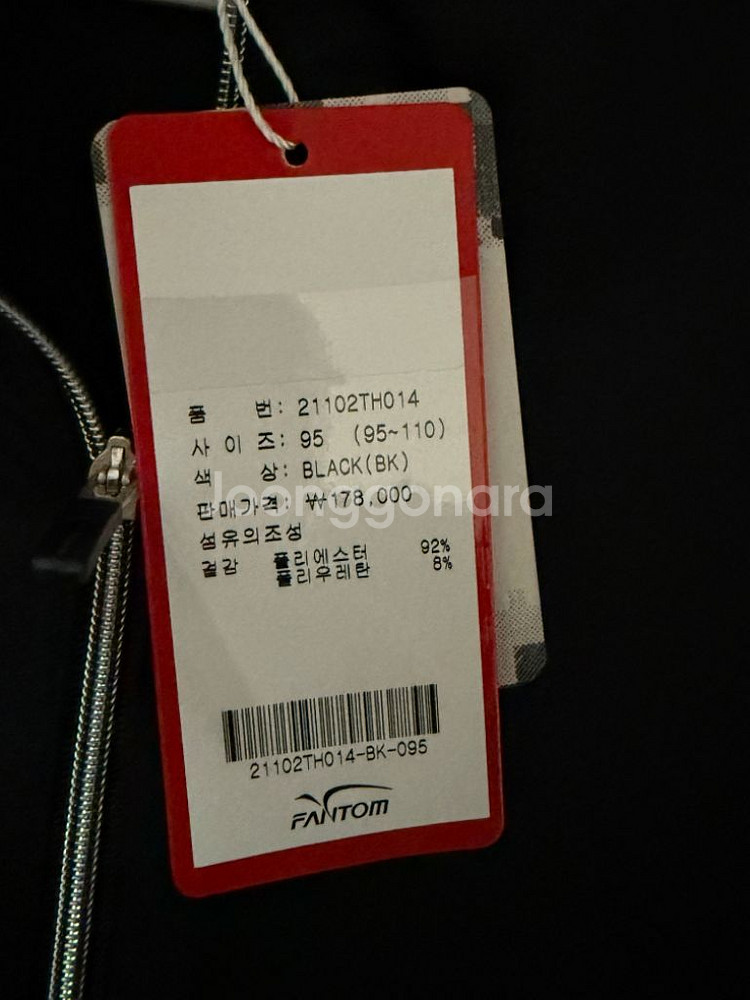 품 번: 21102TH014
사 이 즈: 95 (95~110)
색 상: BLACK(BK)
판매가격: ₩178,000
joonggonara
섬유의조성
겉감 폴리에스터 92%
폴리우레탄 8%
21102TH014-BK-095
FANTOM